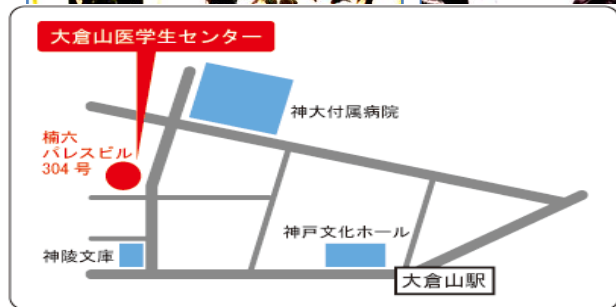 大倉山医学生センター
神大付属病院
楠六
パレスビル
304 号
神戸文化ホール
神陵文庫
大倉山駅